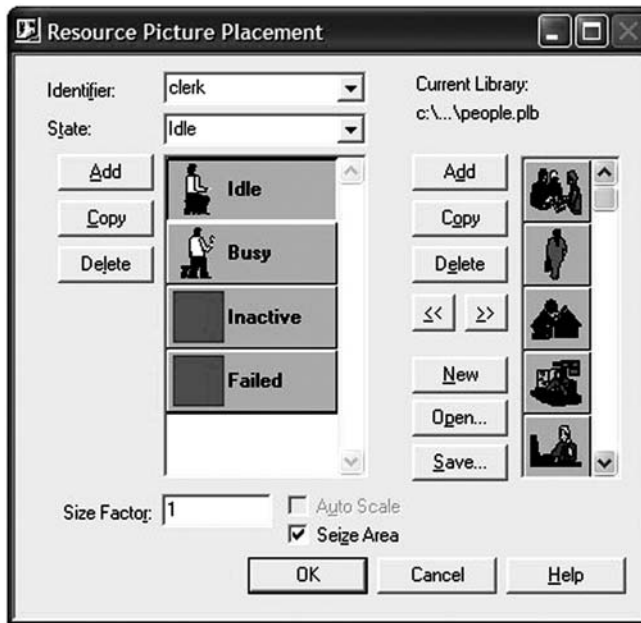 Resource Picture Placement
Identifier: clerk
State: Idle
Current Library:
c:\...\people.plb
Add
Copy
Delete
Idle
Busy
Inactive
Failed
Add
Copy
Delete
<< >>
New
Open...
Save...
Size Factor: 1
Auto Scale
Seize Area
OK Cancel Help